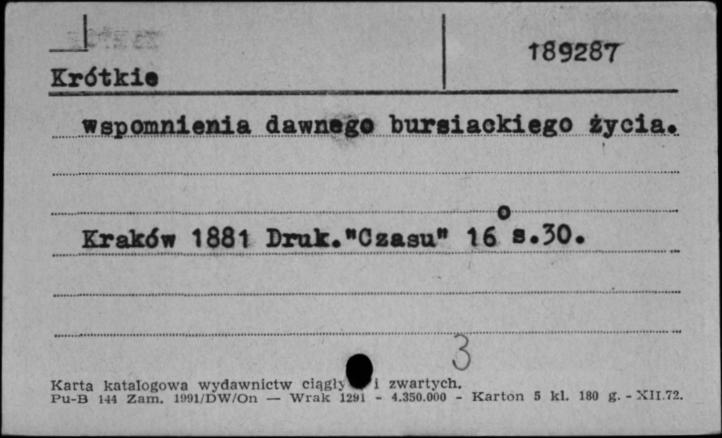 189287
Krótkie
wspomnienia dawnego bursiackiego życia.
Kraków 1881 Druk."Czasu" 16° s.30.
3
Karta katalogowa wydawnictw i zwartych.
Pu-B 144 Zam. 1991/DW/On — Wrak 1291 - 4.350.000 - Karton 5 kl. 180 g. - XII.72.